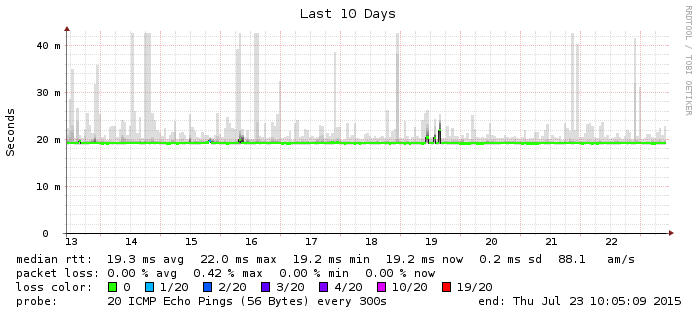 Last 10 Days
RRDTOOL / TOBI OETIKER
Seconds
40 m
30 m
20 m
10 m
0
13 14 15 16 17 18 19 20 21 22
median rtt: 19.3 ms avg 22.0 ms max 19.2 ms min 19.2 ms now 0.2 ms sd 88.1 am/s
packet loss: 0.00 % avg 0.42 % max 0.00 % min 0.00 % now
loss color: 0 1/20 2/20 3/20 4/20 10/20 19/20
probe: 20 ICMP Echo Pings (56 Bytes) every 300s end: Thu Jul 23 10:05:09 2015